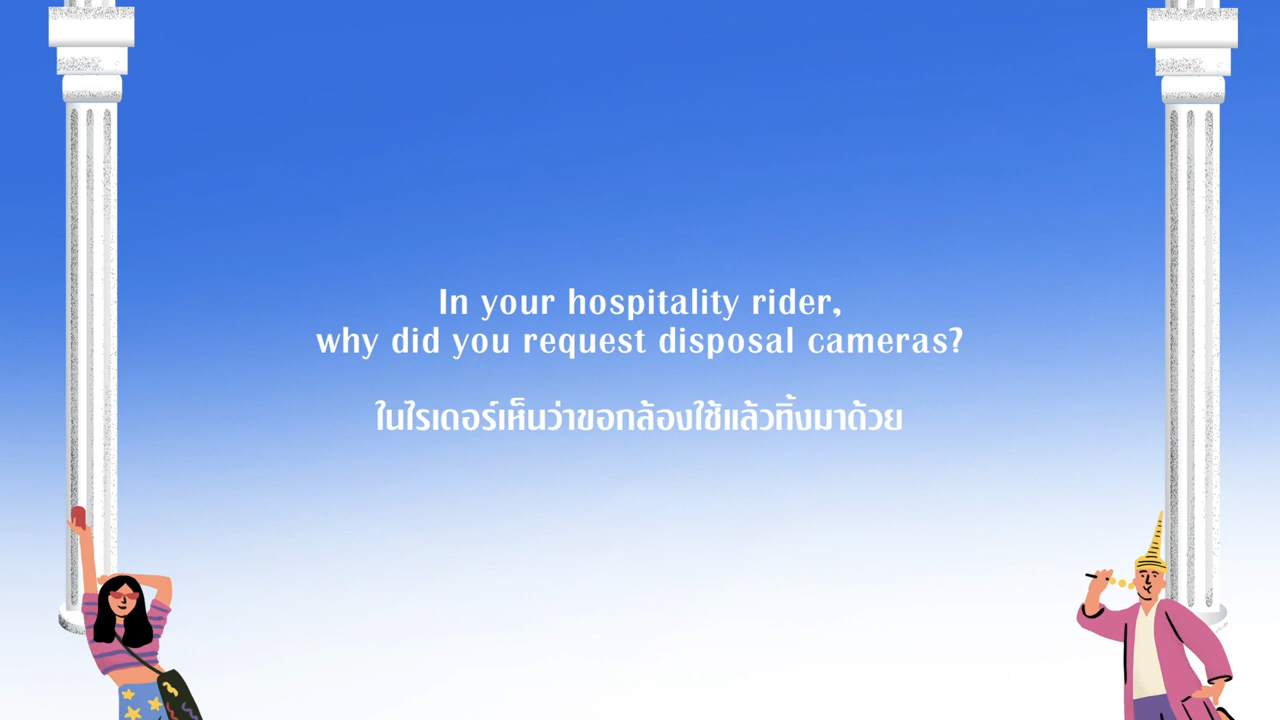 In your hospitality rider,
why did you request disposal cameras?
ในไรเดอร์เห็นว่าขอกล้องใช้แล้วทิ้งมาด้วย